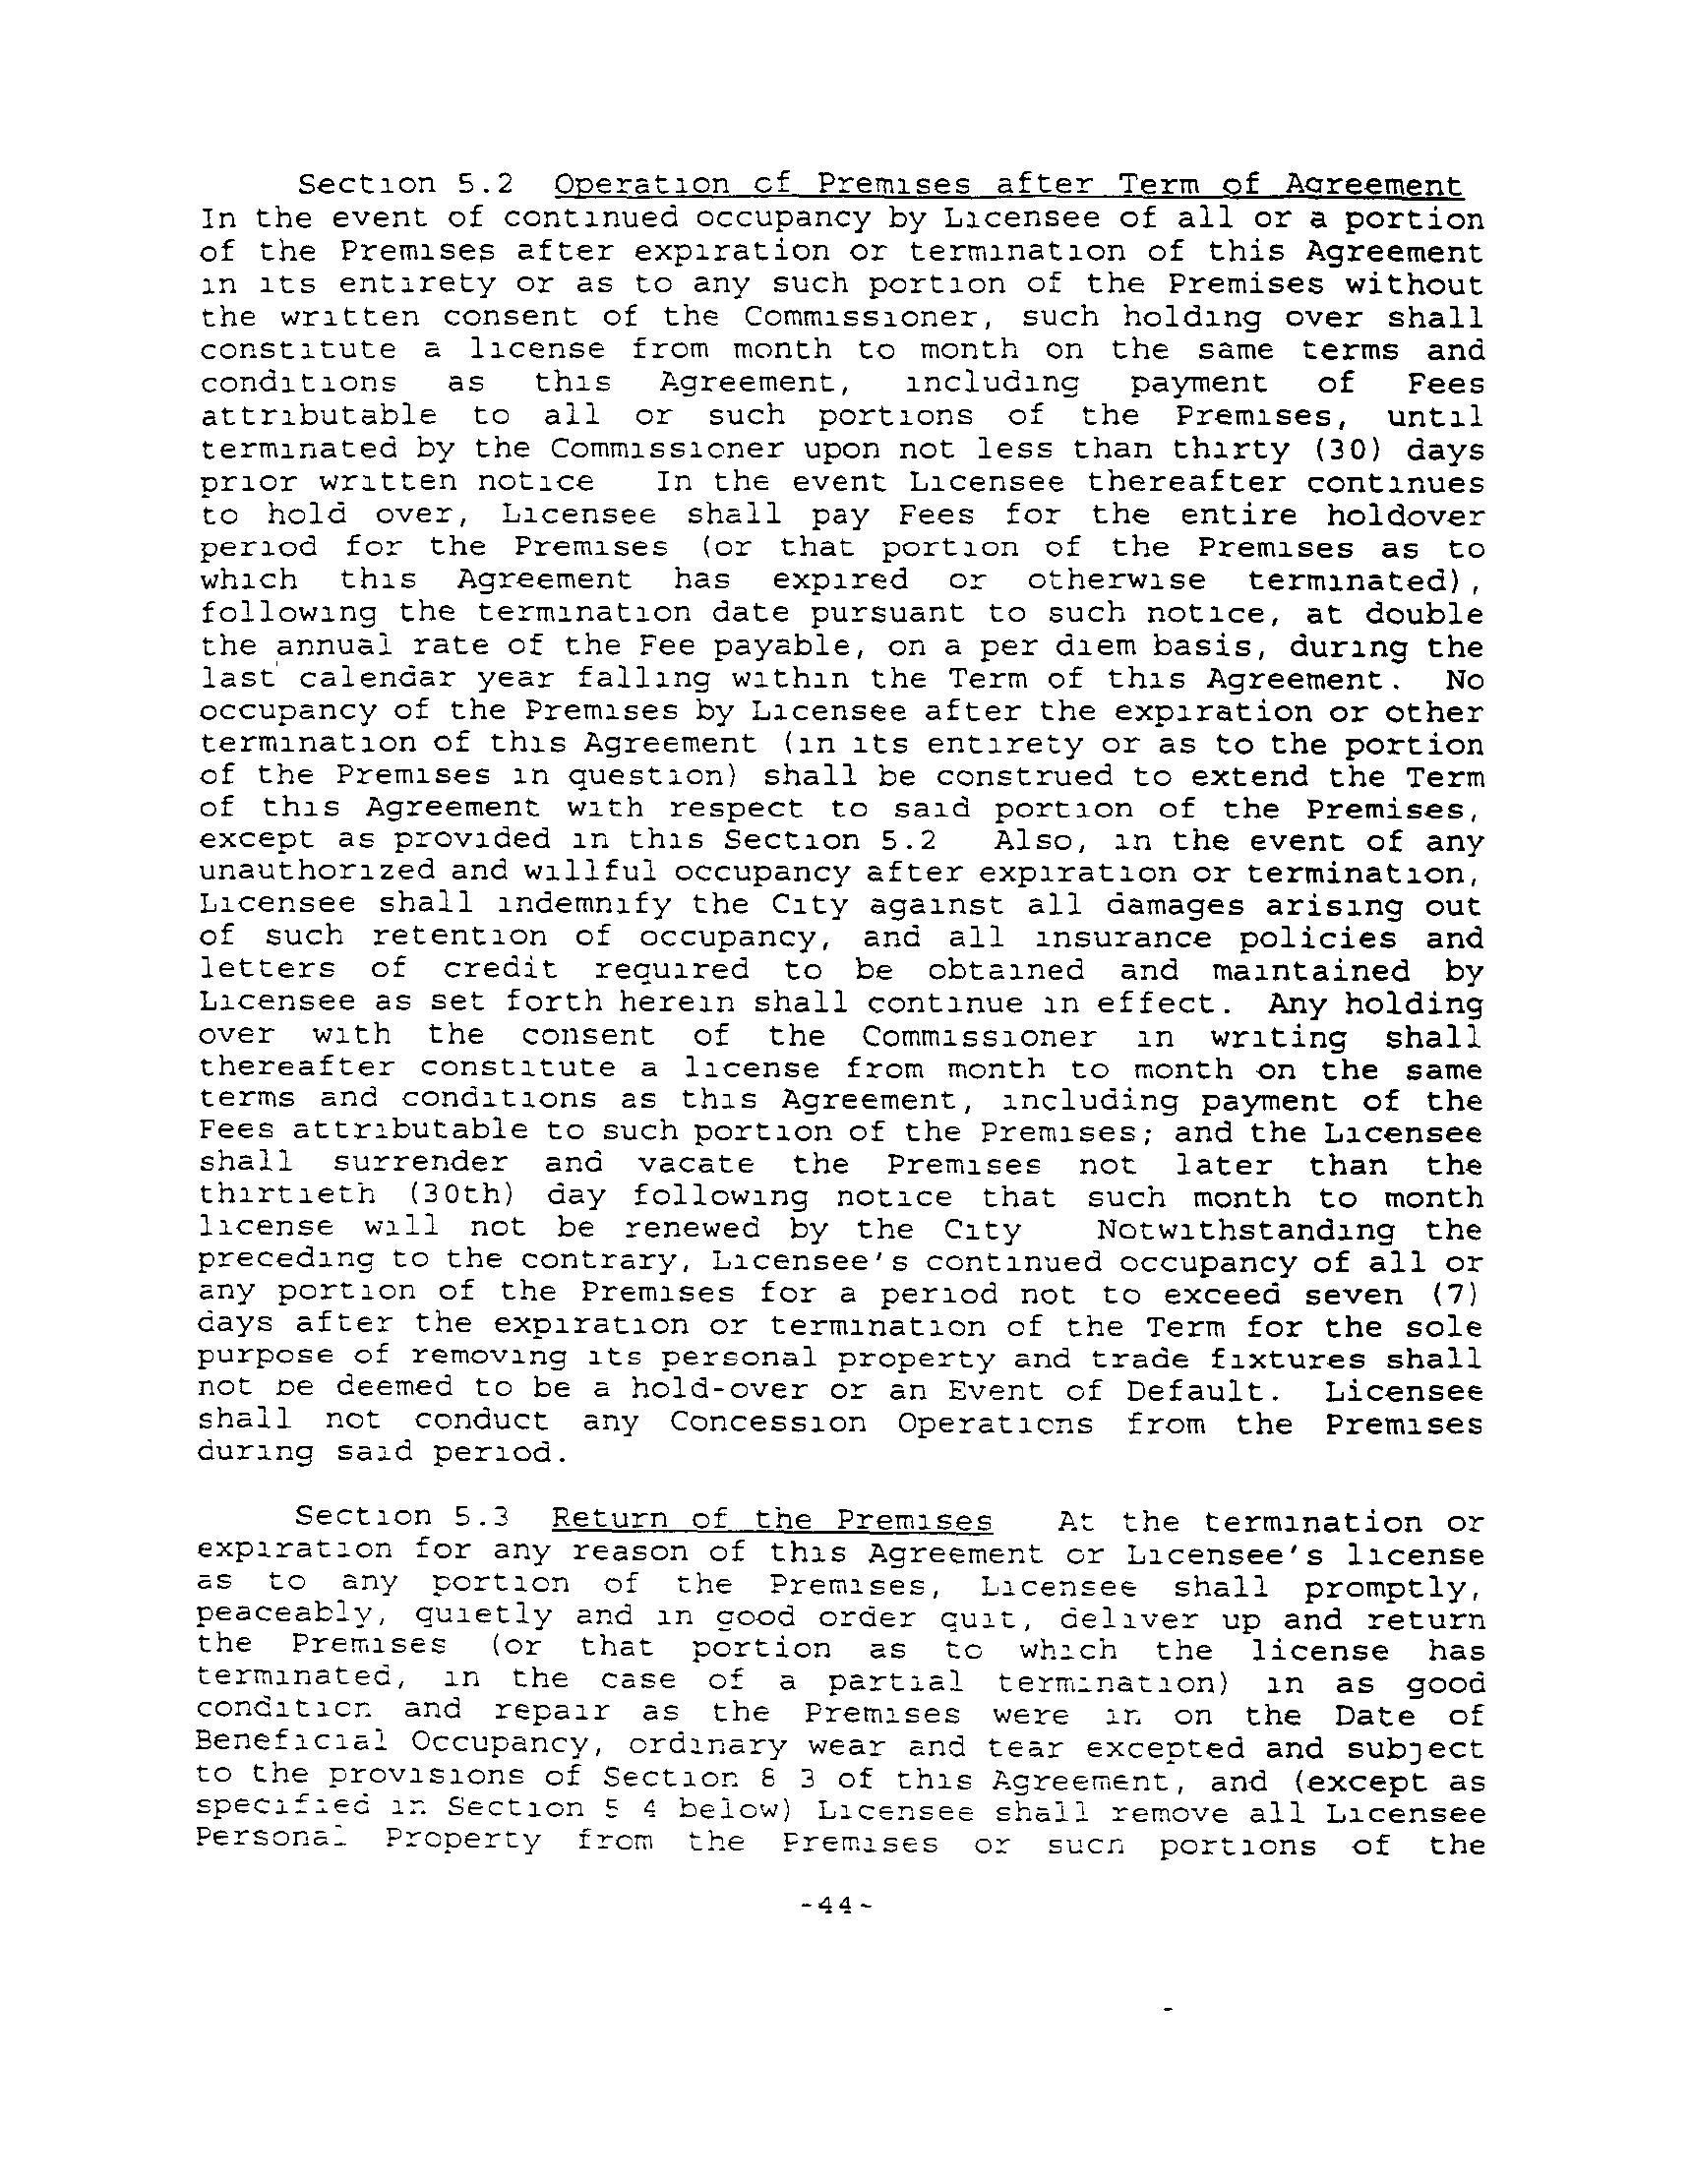 Section 5.2 Operation of Premises after Term of Agreement
In the event of continued occupancy by Licensee of all or a portion
of the Premises after expiration or termination of this Agreement
in its entirety or as to any such portion of the Premises without
the written consent of the Commissioner, such holding over shall
constitute a license from month to month on the same terms and
conditions as this Agreement, including payment of Fees
attributable to all or such portions of the Premises, until
terminated by the Commissioner upon not less than thirty (30) days
prior written notice In the event Licensee thereafter continues
to hold over, Licensee shall pay Fees for the entire holdover
period for the Premises (or that portion of the Premises as to
which this Agreement has expired or otherwise terminated),
following the termination date pursuant to such notice, at double
the annual rate of the Fee payable, on a per diem basis, during the
last calendar year falling within the Term of this Agreement. No
occupancy of the Premises by Licensee after the expiration or other
termination of this Agreement (in its entirety or as to the portion
of the Premises in question) shall be construed to extend the Term
of this Agreement with respect to said portion of the Premises,
except as provided in this Section 5.2 Also, in the event of any
unauthorized and willful occupancy after expiration or termination,
Licensee shall indemnify the City against all damages arising out
of such retention of occupancy, and all insurance policies and
letters of credit required to be obtained and maintained by
Licensee as set forth herein shall continue in effect. Any holding
over with the consent of the Commissioner in writing shall
thereafter constitute a license from month to month on the same
terms and conditions as this Agreement, including payment of the
Fees attributable to such portion of the Premises; and the Licensee
shall surrender and vacate the Premises not later than the
thirtieth (30th) day following notice that such month to month
license will not be renewed by the City Notwithstanding the
preceding to the contrary, Licensee's continued occupancy of all or
any portion of the Premises for a period not to exceed seven (7)
days after the expiration or termination of the Term for the sole
purpose of removing its personal property and trade fixtures shall
not be deemed to be a hold-over or an Event of Default. Licensee
shall not conduct any Concession Operations from the Premises
during said period.
Section 5.3 Return of the Premises At the termination or
expiration for any reason of this Agreement or Licensee's license
as to any portion of the Premises, Licensee shall promptly,
peaceably, quietly and in good order quit, deliver up and return
the Premises (or that portion as to which the license has
terminated, in the case of a partial termination) in as good
condition and repair as the Premises were in on the Date of
Beneficial Occupancy, ordinary wear and tear excepted and subject
to the provisions of Section 8 3 of this Agreement, and (except as
specified in Section 5 4 below) Licensee shall remove all Licensee
Personal Property from the Premises or such portions of the
-44-